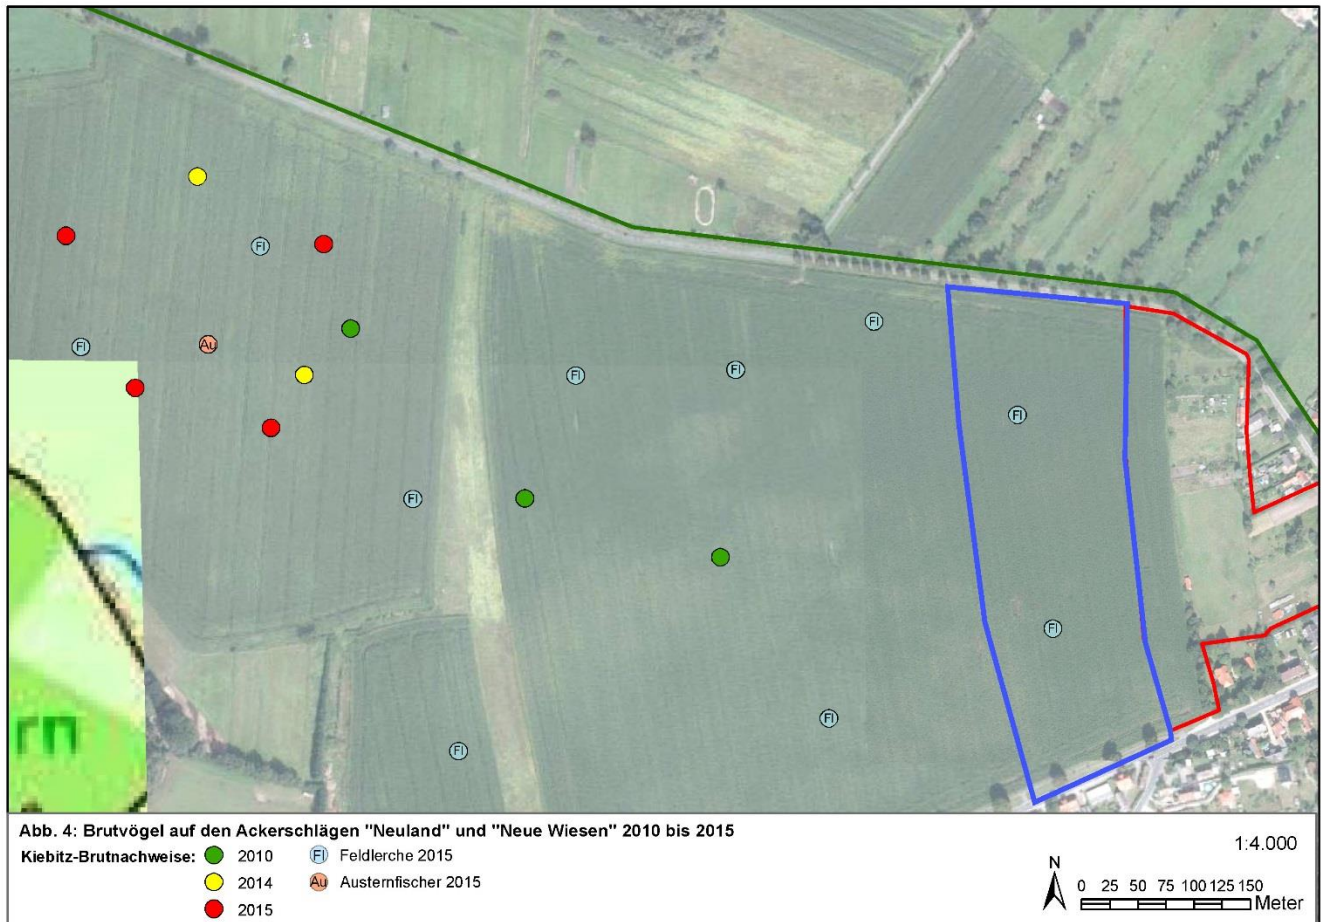 Fl
Fl
Au
Fl
Fl
Fl
Fl
Fl
Fl
Fl
Fl
Fl
rn
Abb. 4: Brutvögel auf den Ackerschlägen "Neuland" und "Neue Wiesen" 2010 bis 2015
Kiebitz-Brutnachweise: 2010 Fl Feldlerche 2015
2014 Au Austernfischer 2015
2015
1:4.000
N
0 25 50 75 100 125 150
Meter